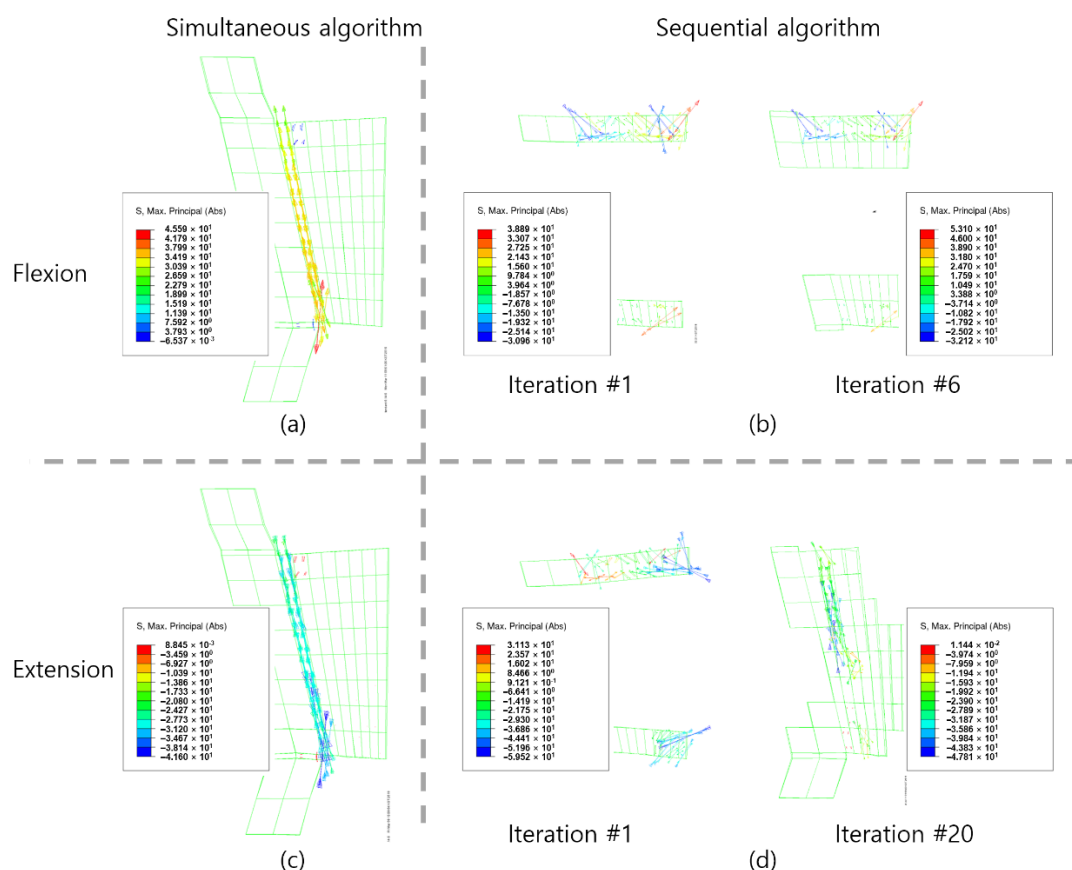 Simultaneous algorithm
Sequential algorithm
Flexion
S, Max. Principal (Abs)
4.559 × 10¹
4.179 × 10¹
3.799 × 10¹
3.419 × 10¹
3.039 × 10¹
2.659 × 10¹
2.279 × 10¹
1.899 × 10¹
1.519 × 10¹
1.139 × 10¹
7.592 × 10⁰
3.793 × 10⁰
−6.537 × 10⁻³
(a)
S, Max. Principal (Abs)
3.889 × 10¹
3.307 × 10¹
2.725 × 10¹
2.143 × 10¹
1.560 × 10¹
9.784 × 10⁰
3.964 × 10⁰
−1.857 × 10⁰
−7.678 × 10⁰
−1.350 × 10¹
−1.932 × 10¹
−2.514 × 10¹
−3.096 × 10¹
Iteration #1
S, Max. Principal (Abs)
5.310 × 10¹
4.600 × 10¹
3.890 × 10¹
3.180 × 10¹
2.470 × 10¹
1.759 × 10¹
1.049 × 10¹
3.388 × 10⁰
−3.714 × 10⁰
−1.082 × 10¹
−1.792 × 10¹
−2.502 × 10¹
−3.212 × 10¹
Iteration #6
(b)
Extension
S, Max. Principal (Abs)
8.845 × 10⁻³
−3.459 × 10⁰
−6.927 × 10⁰
−1.039 × 10¹
−1.386 × 10¹
−1.733 × 10¹
−2.080 × 10¹
−2.427 × 10¹
−2.773 × 10¹
−3.120 × 10¹
−3.467 × 10¹
−3.814 × 10¹
−4.160 × 10¹
(c)
S, Max. Principal (Abs)
3.113 × 10¹
2.357 × 10¹
1.602 × 10¹
8.466 × 10⁰
9.121 × 10⁻¹
−6.641 × 10⁰
−1.419 × 10¹
−2.175 × 10¹
−2.930 × 10¹
−3.686 × 10¹
−4.441 × 10¹
−5.196 × 10¹
−5.952 × 10¹
Iteration #1
S, Max. Principal (Abs)
1.144 × 10⁻²
−3.974 × 10⁰
−7.959 × 10⁰
−1.194 × 10¹
−1.593 × 10¹
−1.992 × 10¹
−2.390 × 10¹
−2.789 × 10¹
−3.187 × 10¹
−3.586 × 10¹
−3.984 × 10¹
−4.383 × 10¹
−4.781 × 10¹
Iteration #20
(d)